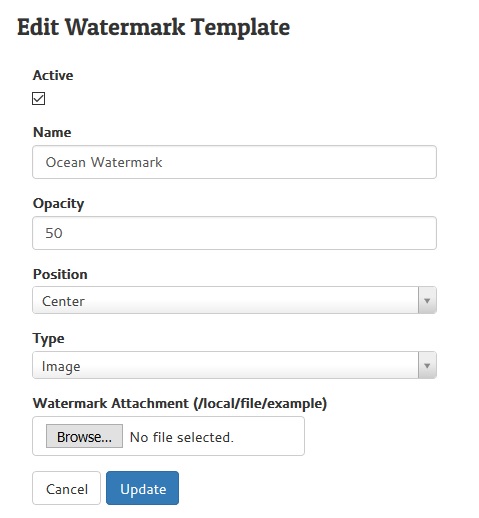 Edit Watermark Template
Active
Name
Ocean Watermark
Opacity
50
Position
Center
Type
Image
Watermark Attachment (/local/file/example)
Browse... No file selected.
Cancel Update